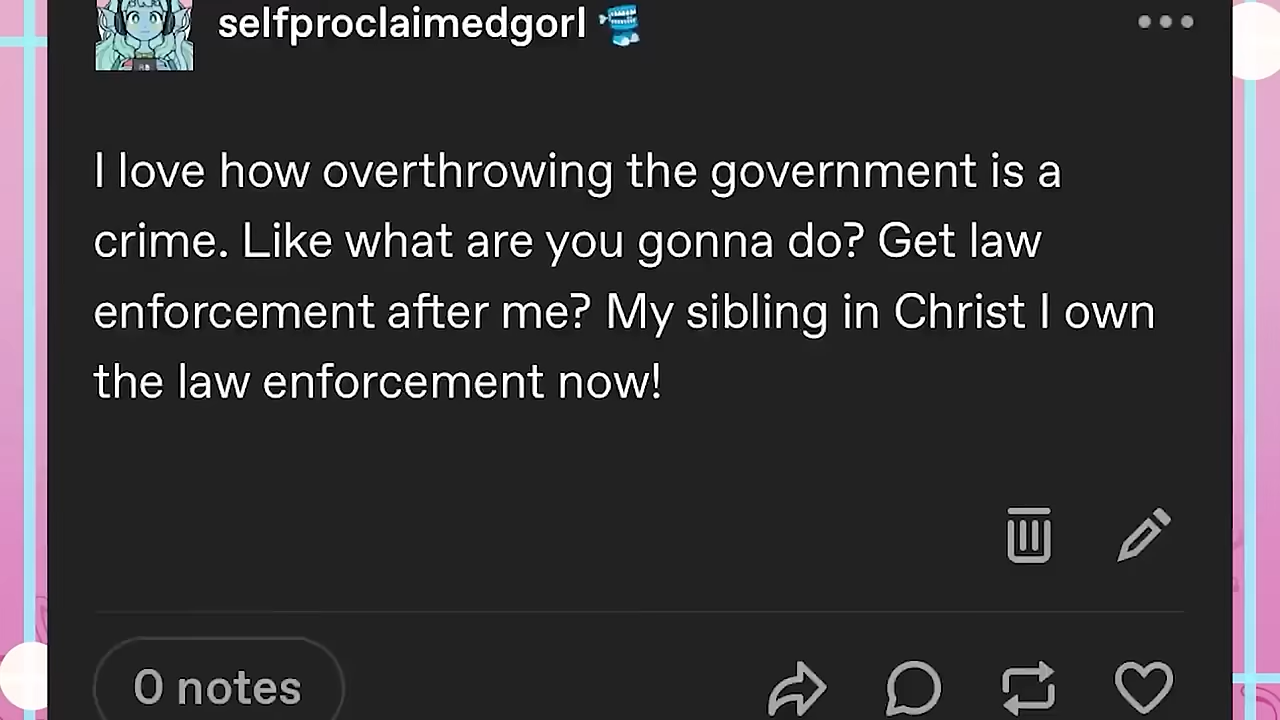 selfproclaimedgorl
I love how overthrowing the government is a
crime. Like what are you gonna do? Get law
enforcement after me? My sibling in Christ I own
the law enforcement now!
0 notes